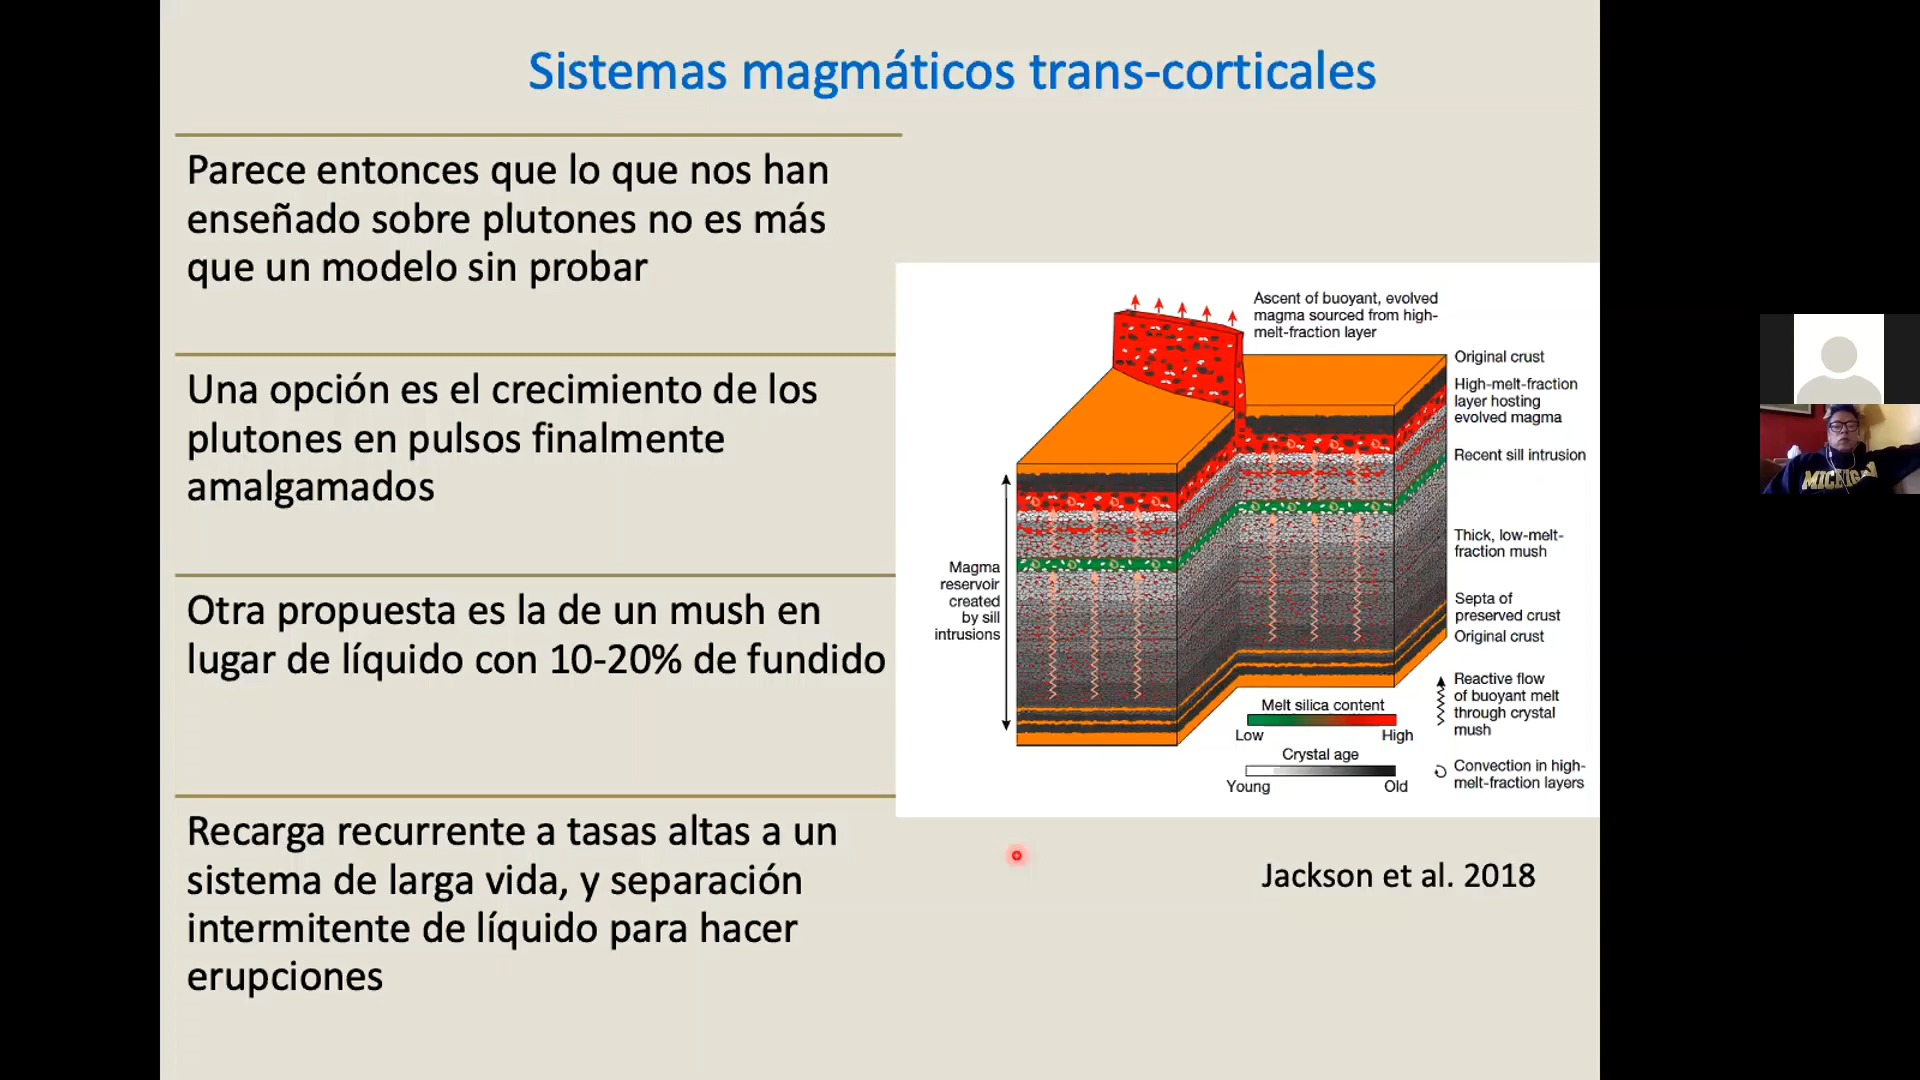 Sistemas magmáticos trans-corticales
Parece entonces que lo que nos han
enseñado sobre plutones no es más
que un modelo sin probar
Una opción es el crecimiento de los
plutones en pulsos finalmente
amalgamados
Otra propuesta es la de un mush en
lugar de líquido con 10-20% de fundido
Recarga recurrente a tasas altas a un
sistema de larga vida, y separación
intermitente de líquido para hacer
erupciones
Ascent of buoyant, evolved
magma sourced from high-
melt-fraction layer
Original crust
High-melt-fraction
layer hosting
evolved magma
Recent sill intrusion
Thick, low-melt-
fraction mush
Septa of
preserved crust
Original crust
Reactive flow
of buoyant melt
through crystal
mush
Convection in high-
melt-fraction layers
Magma
reservoir
created
by sill
intrusions
Melt silica content
Low High
Crystal age
Young Old
Jackson et al. 2018
MICHIGAN